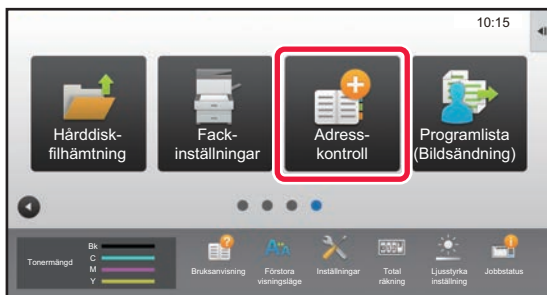 10:15
Hårddisk-
filhämtning
Fack-
inställningar
Adress-
kontroll
Programlista
(Bildsändning)
Tonermängd
Bk
C
M
Y
Bruksanvisning
Förstora
visningsläge
Inställningar
Total
räkning
Ljusstyrka
inställning
Jobbstatus